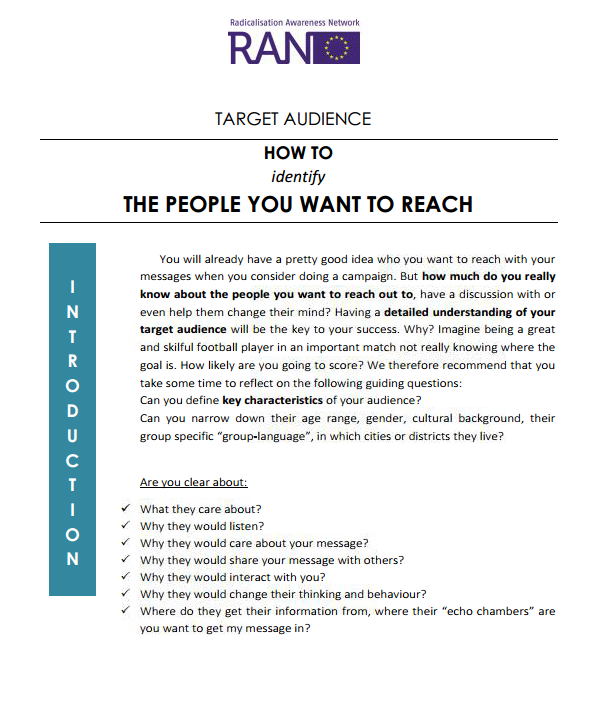 Radicalisation Awareness Network
RAN
TARGET AUDIENCE
HOW TO
identify
THE PEOPLE YOU WANT TO REACH
INTRODUCTION
You will already have a pretty good idea who you want to reach with your
messages when you consider doing a campaign. But how much do you really
know about the people you want to reach out to, have a discussion with or
even help them change their mind? Having a detailed understanding of your
target audience will be the key to your success. Why? Imagine being a great
and skilful football player in an important match not really knowing where the
goal is. How likely are you going to score? We therefore recommend that you
take some time to reflect on the following guiding questions:
Can you define key characteristics of your audience?
Can you narrow down their age range, gender, cultural background, their
group specific “group-language”, in which cities or districts they live?
Are you clear about:
✓ What they care about?
✓ Why they would listen?
✓ Why they would care about your message?
✓ Why they would share your message with others?
✓ Why they would interact with you?
✓ Why they would change their thinking and behaviour?
✓ Where do they get their information from, where their “echo chambers” are
you want to get my message in?